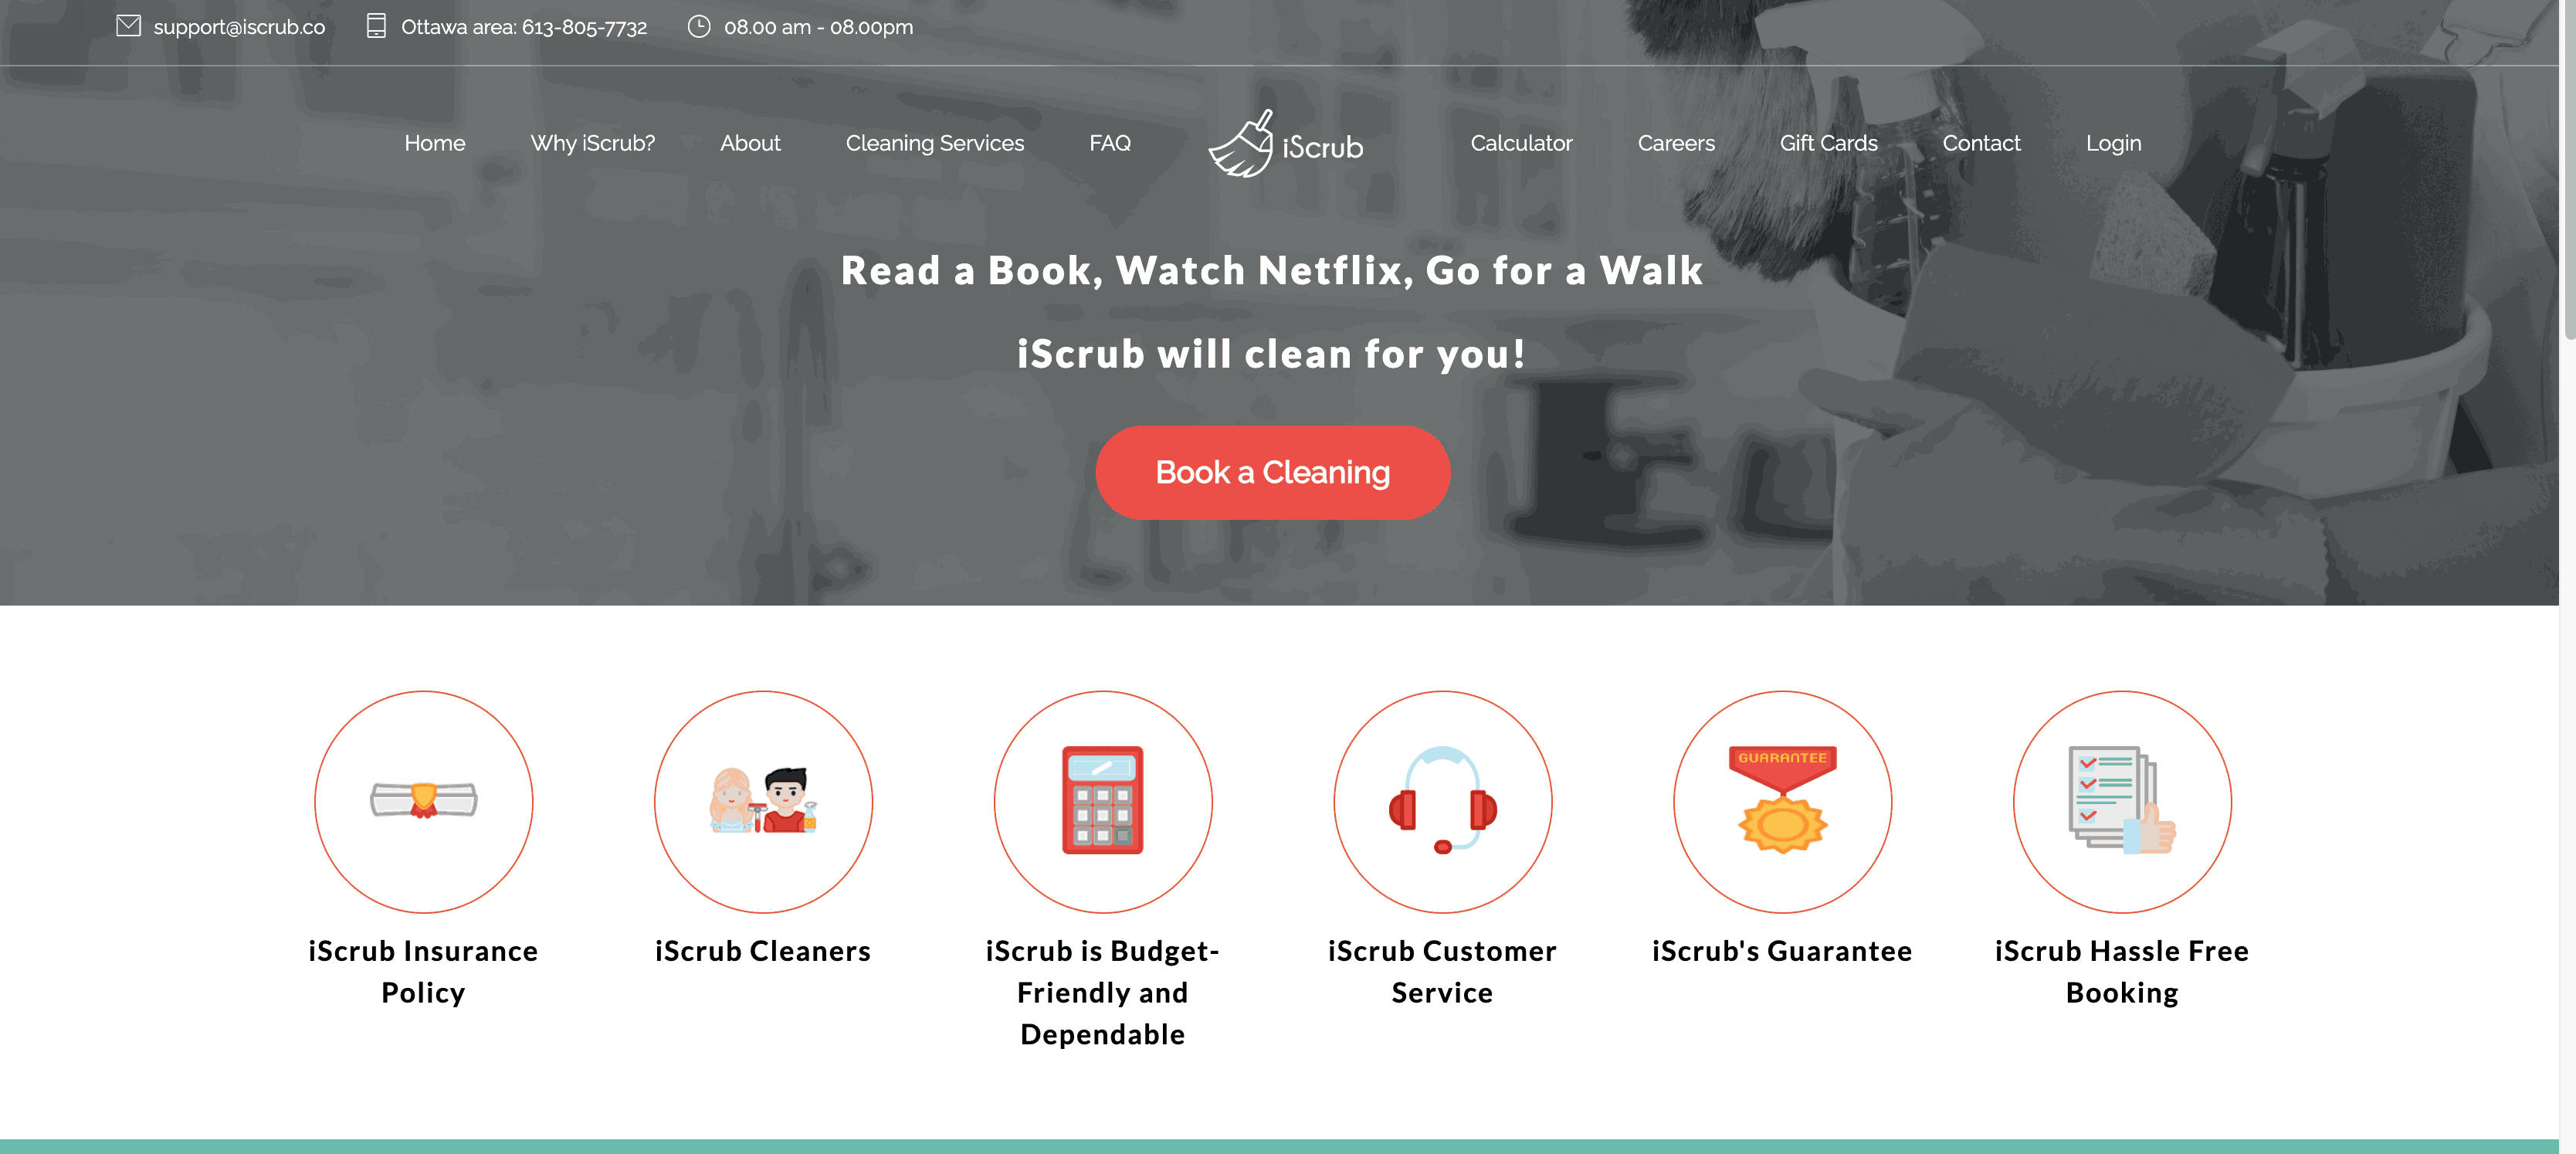 support@iscrub.co
Ottawa area: 613-805-7732
08.00 am - 08.00pm
Home
Why iScrub?
About
Cleaning Services
FAQ
iScrub
Calculator
Careers
Gift Cards
Contact
Login
Read a Book, Watch Netflix, Go for a Walk
iScrub will clean for you!
Book a Cleaning
GUARANTEE
iScrub Insurance
Policy
iScrub Cleaners
iScrub is Budget-
Friendly and
Dependable
iScrub Customer
Service
iScrub's Guarantee
iScrub Hassle Free
Booking